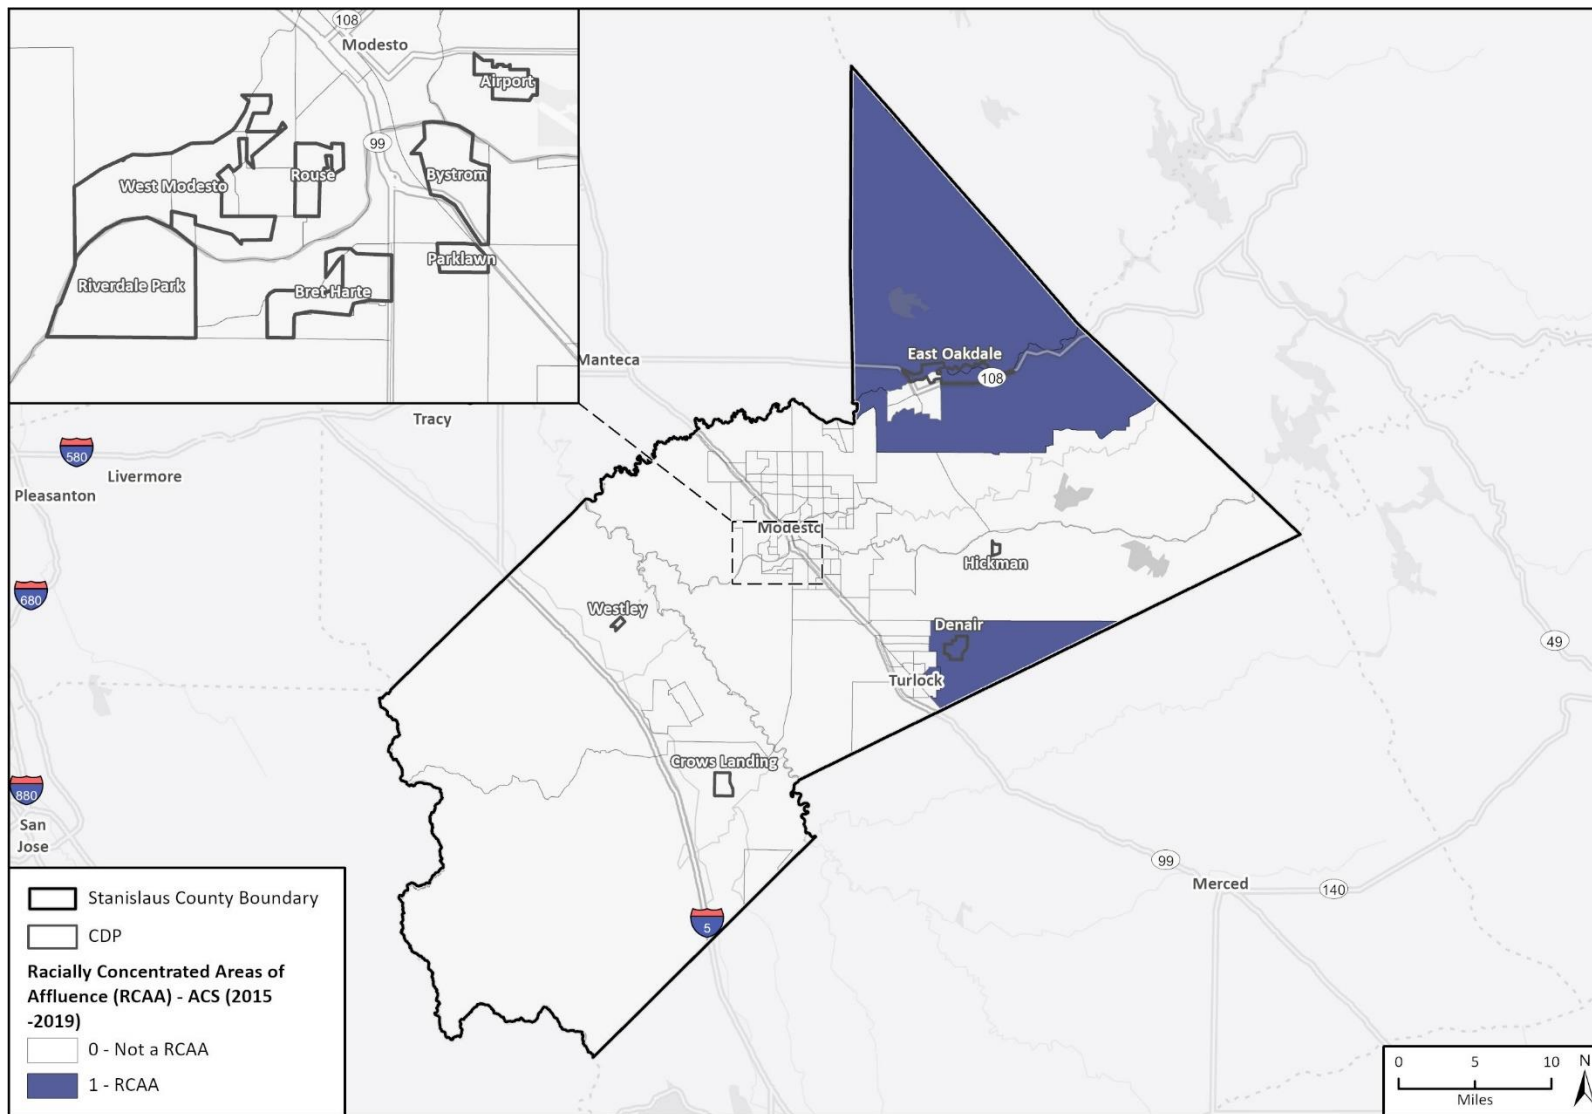 108
Modesto
Airport
99
West Modesto
Rouse
Bystrom
Riverdale Park
Bret Harte
Parklawn
Manteca
East Oakdale
108
Tracy
580
Livermore
Pleasanton
Modesto
Hickman
680
Westley
Denair
49
Turlock
Crows Landing
880
San
Jose
99
Merced
140
5
Stanislaus County Boundary
CDP
Racially Concentrated Areas of
Affluence (RCAA) - ACS (2015
-2019)
0 - Not a RCAA
1 - RCAA
0 5 10
Miles
N